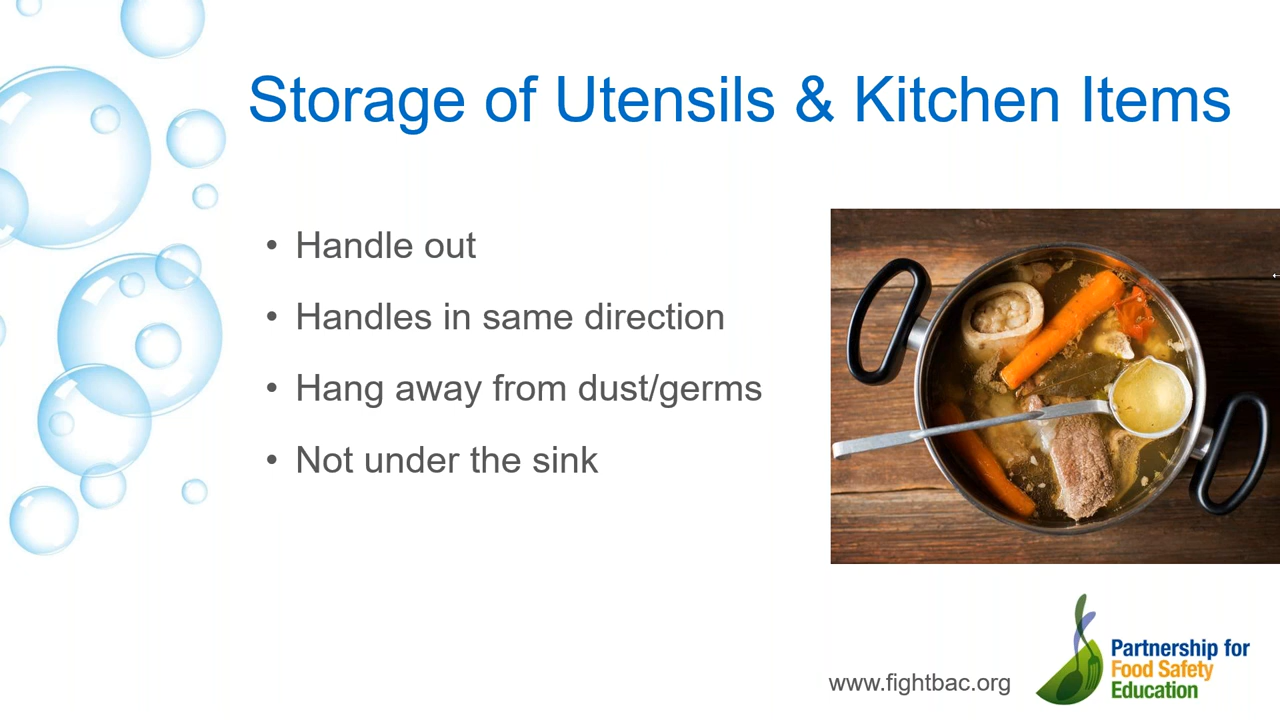 Storage of Utensils & Kitchen Items
• Handle out
• Handles in same direction
• Hang away from dust/germs
• Not under the sink
www.fightbac.org
Partnership for
Food Safety
Education